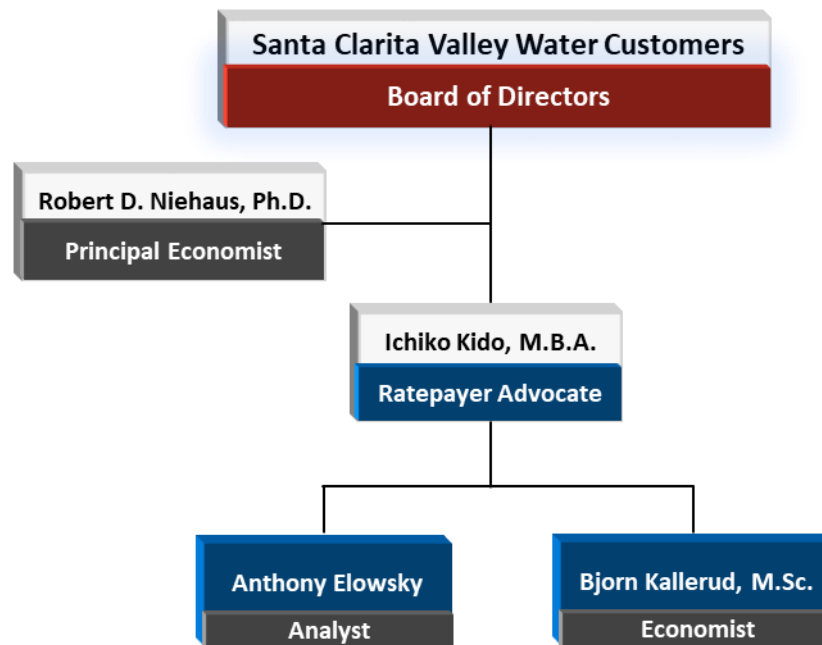 Santa Clarita Valley Water Customers
Board of Directors
Robert D. Niehaus, Ph.D.
Principal Economist
Ichiko Kido, M.B.A.
Ratepayer Advocate
Anthony Elowsky
Analyst
Bjorn Kallerud, M.Sc.
Economist